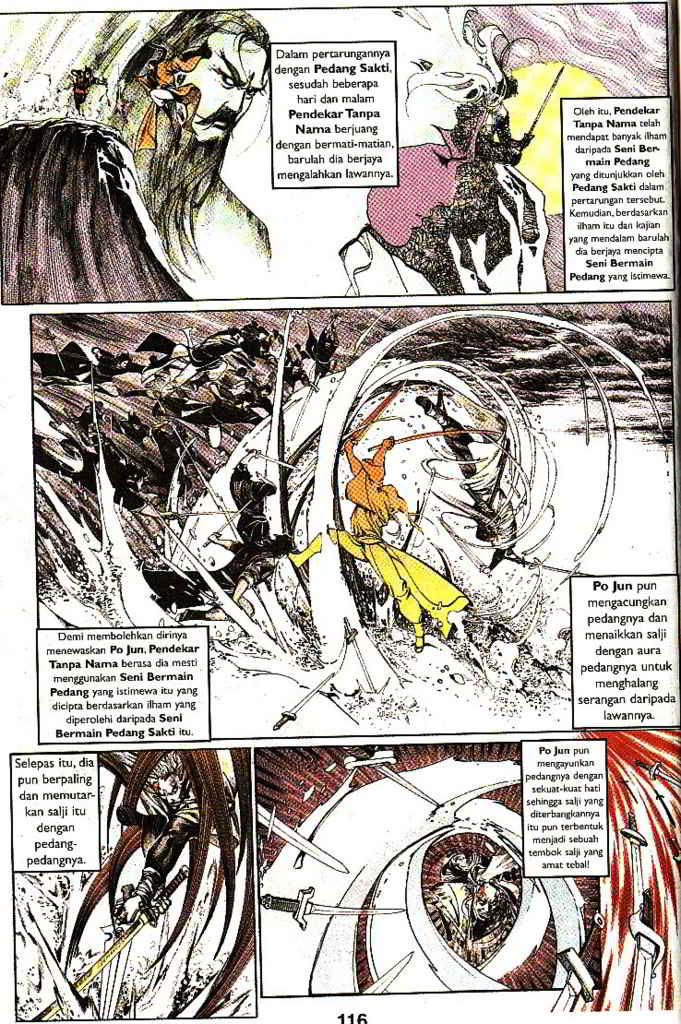 Dalam pertarungannya
dengan Pedang Sakti,
sesudah beberapa
hari dan malam
Pendekar Tanpa
Nama berjuang
dengan bermati-matian,
barulah dia berjaya
mengalahkan lawannya.
Oleh itu, Pendekar
Tanpa Nama telah
mendapat banyak ilham
daripada Seni Ber-
main Pedang
yang ditunjukkan oleh
Pedang Sakti dalam
pertarungan tersebut.
Kemudian, berdasarkan
ilham itu dan kajian
yang mendalam barulah
dia berjaya mencipta
Seni Bermain
Pedang yang istimewa.
Demi membolehkan dirinya
menewaskan Po Jun, Pendekar
Tanpa Nama berasa dia mesti
menggunakan Seni Bermain
Pedang yang istimewa itu yang
dicipta berdasarkan ilham yang
diperolehi daripada Seni
Bermain Pedang Sakti itu.
Po Jun pun
mengacungkan
pedangnya dan
menaikkan salji
dengan aura
pedangnya untuk
menghalang
serangan daripada
lawannya.
Selepas itu, dia
pun berpaling
dan memutar-
kan salji itu
dengan
pedang-
pedangnya.
Po Jun pun
mengayunkan
pedangnya dengan
sekuat-kuat hati
sehingga salji yang
diterbangkannya
itu pun terbentuk
menjadi sebuah
tembok salji yang
amat tebal!
116